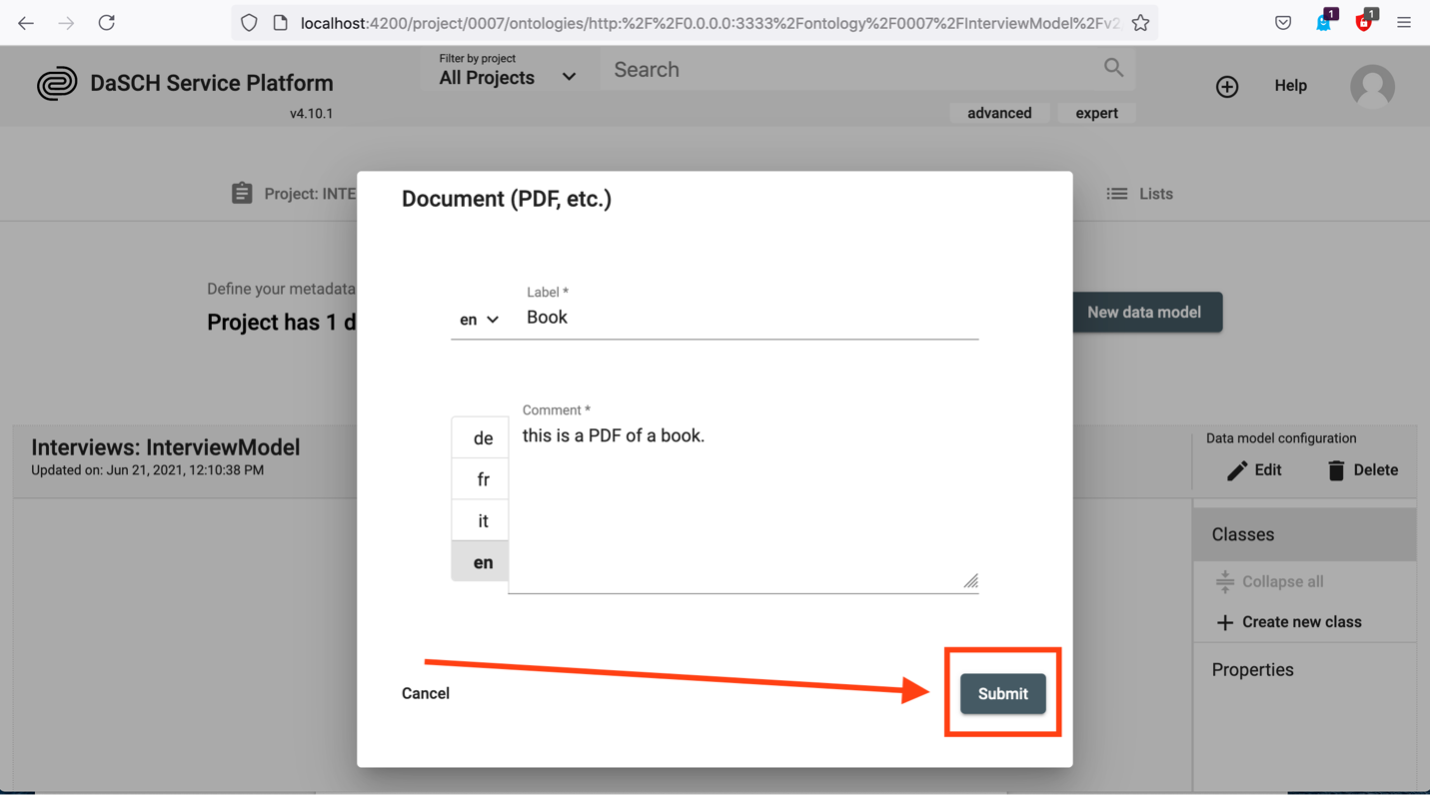 localhost:4200/project/0007/ontologies/http:%2F%2F0.0.0.0:3333%2Fontology%2F0007%2FInterviewModel%2Fv2
1
1
DaSCH Service Platform
v4.10.1
Filter by project
All Projects
Search
advanced
expert
Help
Project: INTE
Lists
Define your metadata
Project has 1 d
New data model
Document (PDF, etc.)
Label *
en
Book
Comment *
de
fr
it
en
this is a PDF of a book.
Cancel
Submit
Interviews: InterviewModel
Updated on: Jun 21, 2021, 12:10:38 PM
Data model configuration
Edit
Delete
Classes
Collapse all
Create new class
Properties